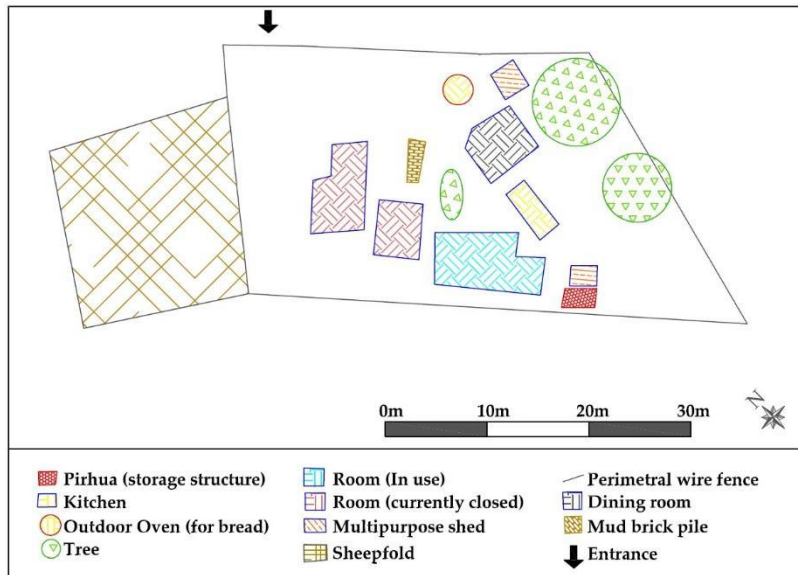 0m 10m 20m 30m
N
Pirhua (storage structure)
Kitchen
Outdoor Oven (for bread)
Tree
Room (In use)
Room (currently closed)
Multipurpose shed
Sheepfold
Perimetral wire fence
Dining room
Mud brick pile
Entrance